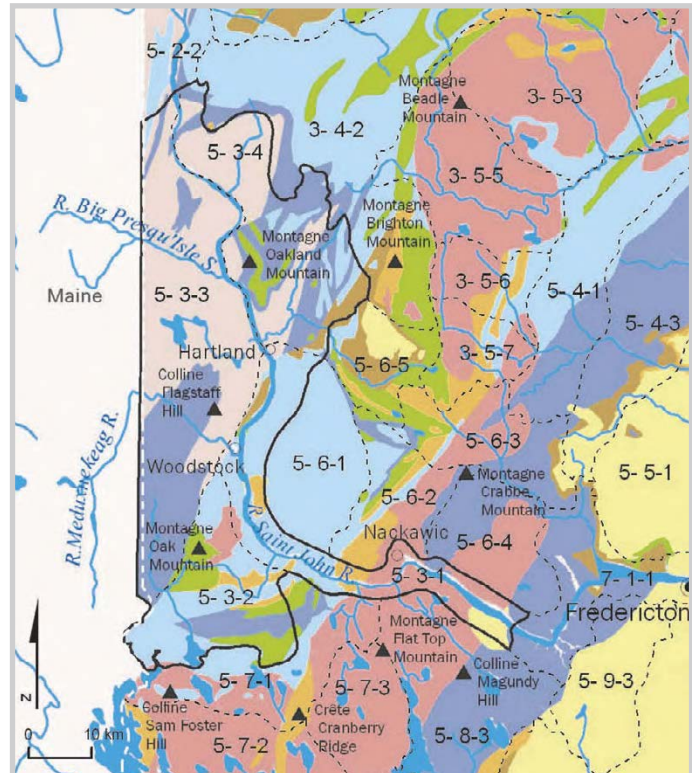 5- 2-2
Montagne
Beadle
Mountain
3- 5-3
3- 4-2
5- 3-4
3- 5-5
R. Big Presqu'Isle S.
Montagne
Oakland
Mountain
Montagne
Brighton
Mountain
3- 5-6
5- 4-1
Maine
5- 3-3
5- 4-3
Hartland
5- 6-5
3- 5-7
Colline
Flagstaff
Hill
5- 6-3
5- 5-1
R. Meduxnekeag R.
Woodstock
5- 6-1
5- 6-2
Montagne
Crabbe
Mountain
R. Saint John R.
Nackawic
5- 6-4
Montagne
Oak
Mountain
5- 3-1
7- 1-1
5- 3-2
Fredericton
Montagne
Flat Top
Mountain
Colline
Magundy
Hill
5- 7-1
5- 7-3
5- 9-3
Colline
Sam Foster
Hill
Crête
Cranberry
Ridge
5- 7-2
5- 8-3
N
0 10 km